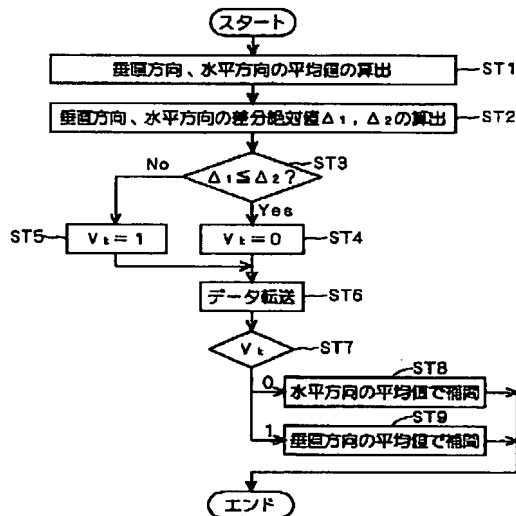 スタート
垂直方向、水平方向の平均値の算出
ST1
垂直方向、水平方向の差分絶対値Δ1，Δ2の算出
ST2
Δ1≦Δ2？
ST3
No
Yes
ST5
Vk＝1
Vk＝0
ST4
データ転送
ST6
Vk
ST7
ST8
0
水平方向の平均値で補間
ST9
1
垂直方向の平均値で補間
エンド